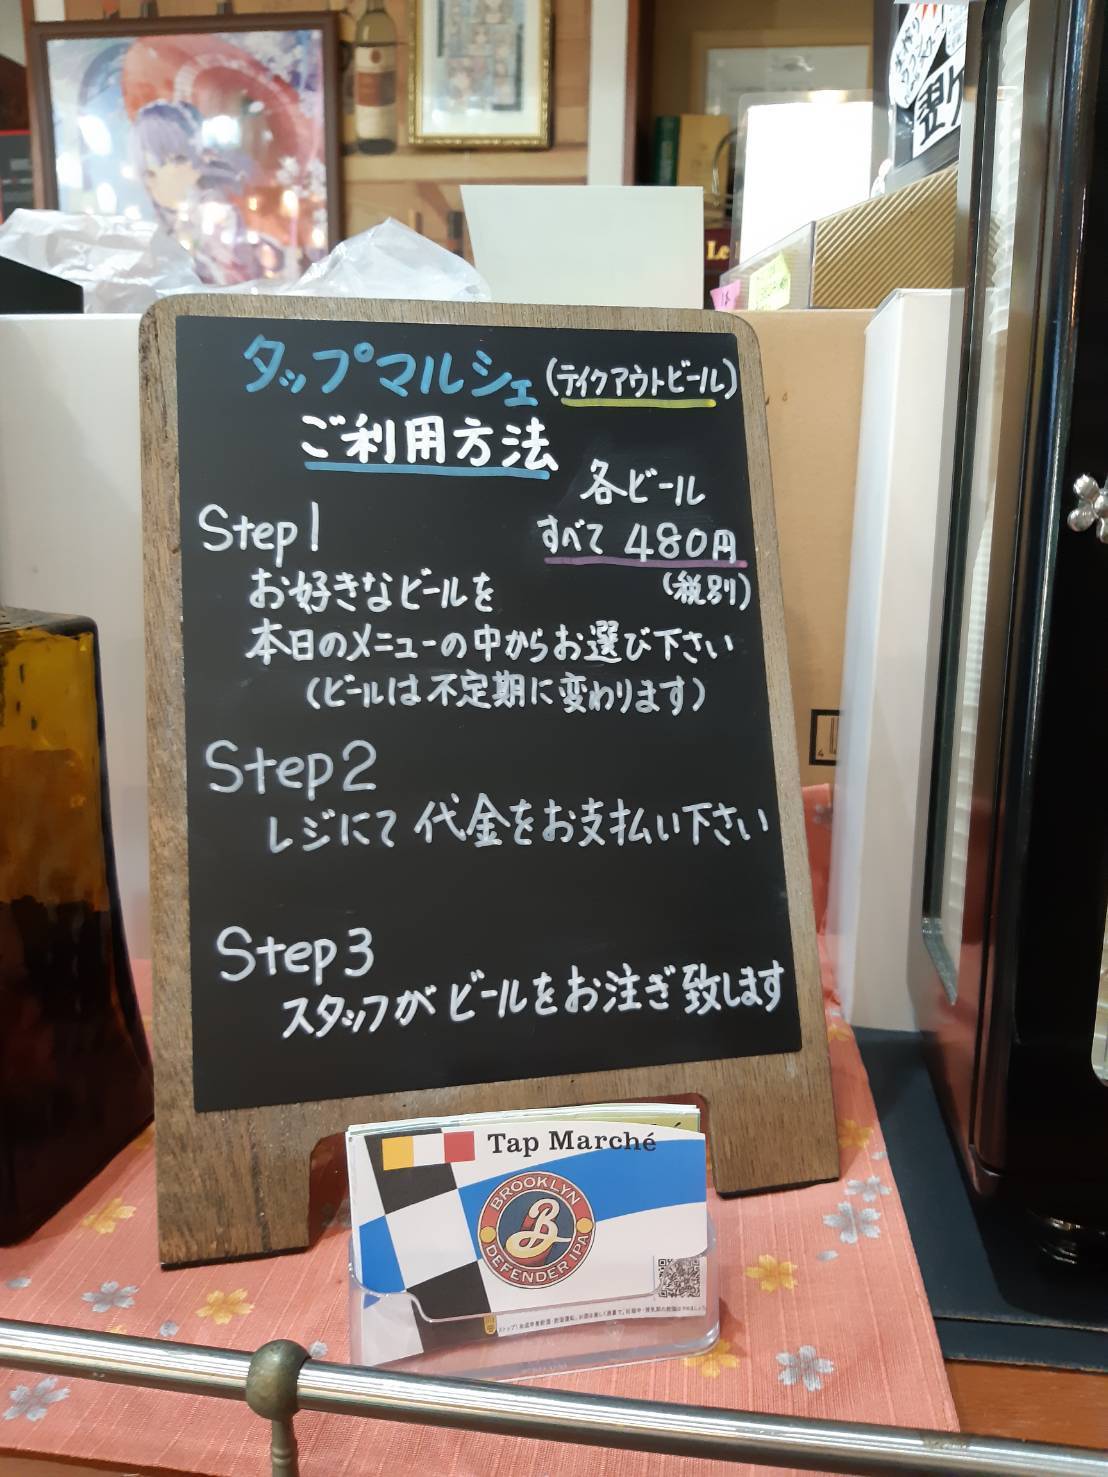 タップマルシェ(テイクアウトビール)
ご利用方法
各ビール
すべて 480円
(税別)
Step1
お好きなビールを
本日のメニューの中からお選び下さい
(ビールは不定期に変わります)
Step2
レジにて代金をお支払い下さい
Step3
スタッフがビールをお注ぎ致します
Tap Marché
BROOKLYN
B
DEFENDER IPA